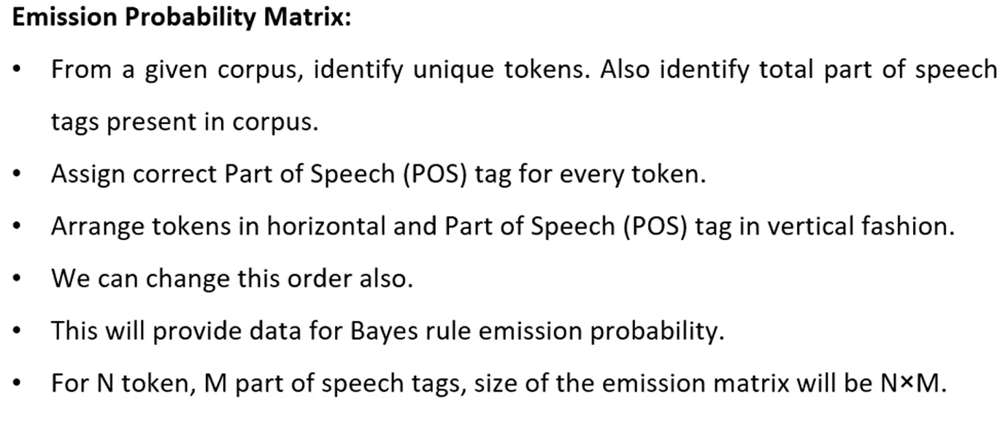 Emission Probability Matrix:
• From a given corpus, identify unique tokens. Also identify total part of speech
tags present in corpus.
• Assign correct Part of Speech (POS) tag for every token.
• Arrange tokens in horizontal and Part of Speech (POS) tag in vertical fashion.
• We can change this order also.
• This will provide data for Bayes rule emission probability.
• For N token, M part of speech tags, size of the emission matrix will be N×M.